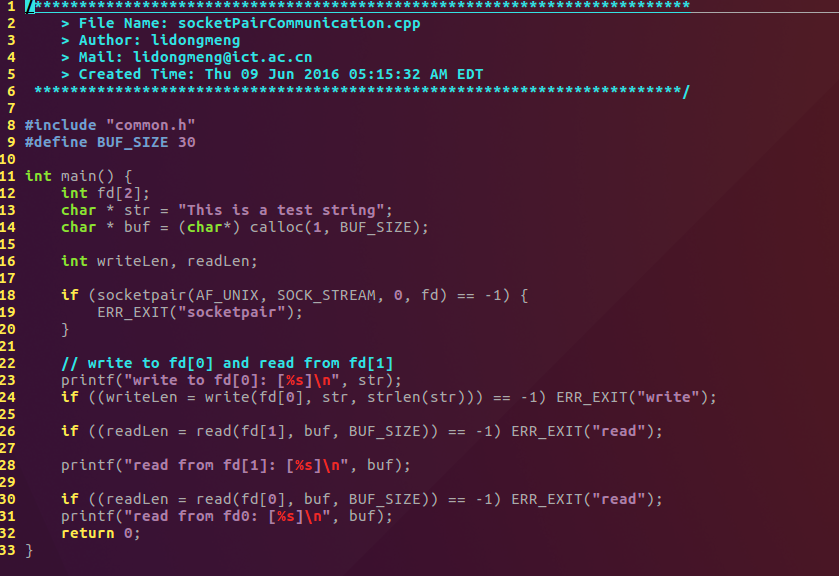 1 /************************************************************************
2     > File Name: socketPairCommunication.cpp
3     > Author: lidongmeng
4     > Mail: lidongmeng@ict.ac.cn
5     > Created Time: Thu 09 Jun 2016 05:15:32 AM EDT
6  ************************************************************************/
7
8 #include "common.h"
9 #define BUF_SIZE 30
10
11 int main() {
12     int fd[2];
13     char * str = "This is a test string";
14     char * buf = (char*) calloc(1, BUF_SIZE);
15
16     int writeLen, readLen;
17
18     if (socketpair(AF_UNIX, SOCK_STREAM, 0, fd) == -1) {
19         ERR_EXIT("socketpair");
20     }
21
22     // write to fd[0] and read from fd[1]
23     printf("write to fd[0]: [%s]\n", str);
24     if ((writeLen = write(fd[0], str, strlen(str))) == -1) ERR_EXIT("write");
25
26     if ((readLen = read(fd[1], buf, BUF_SIZE)) == -1) ERR_EXIT("read");
27
28     printf("read from fd[1]: [%s]\n", buf);
29
30     if ((readLen = read(fd[0], buf, BUF_SIZE)) == -1) ERR_EXIT("read");
31     printf("read from fd0: [%s]\n", buf);
32     return 0;
33 }